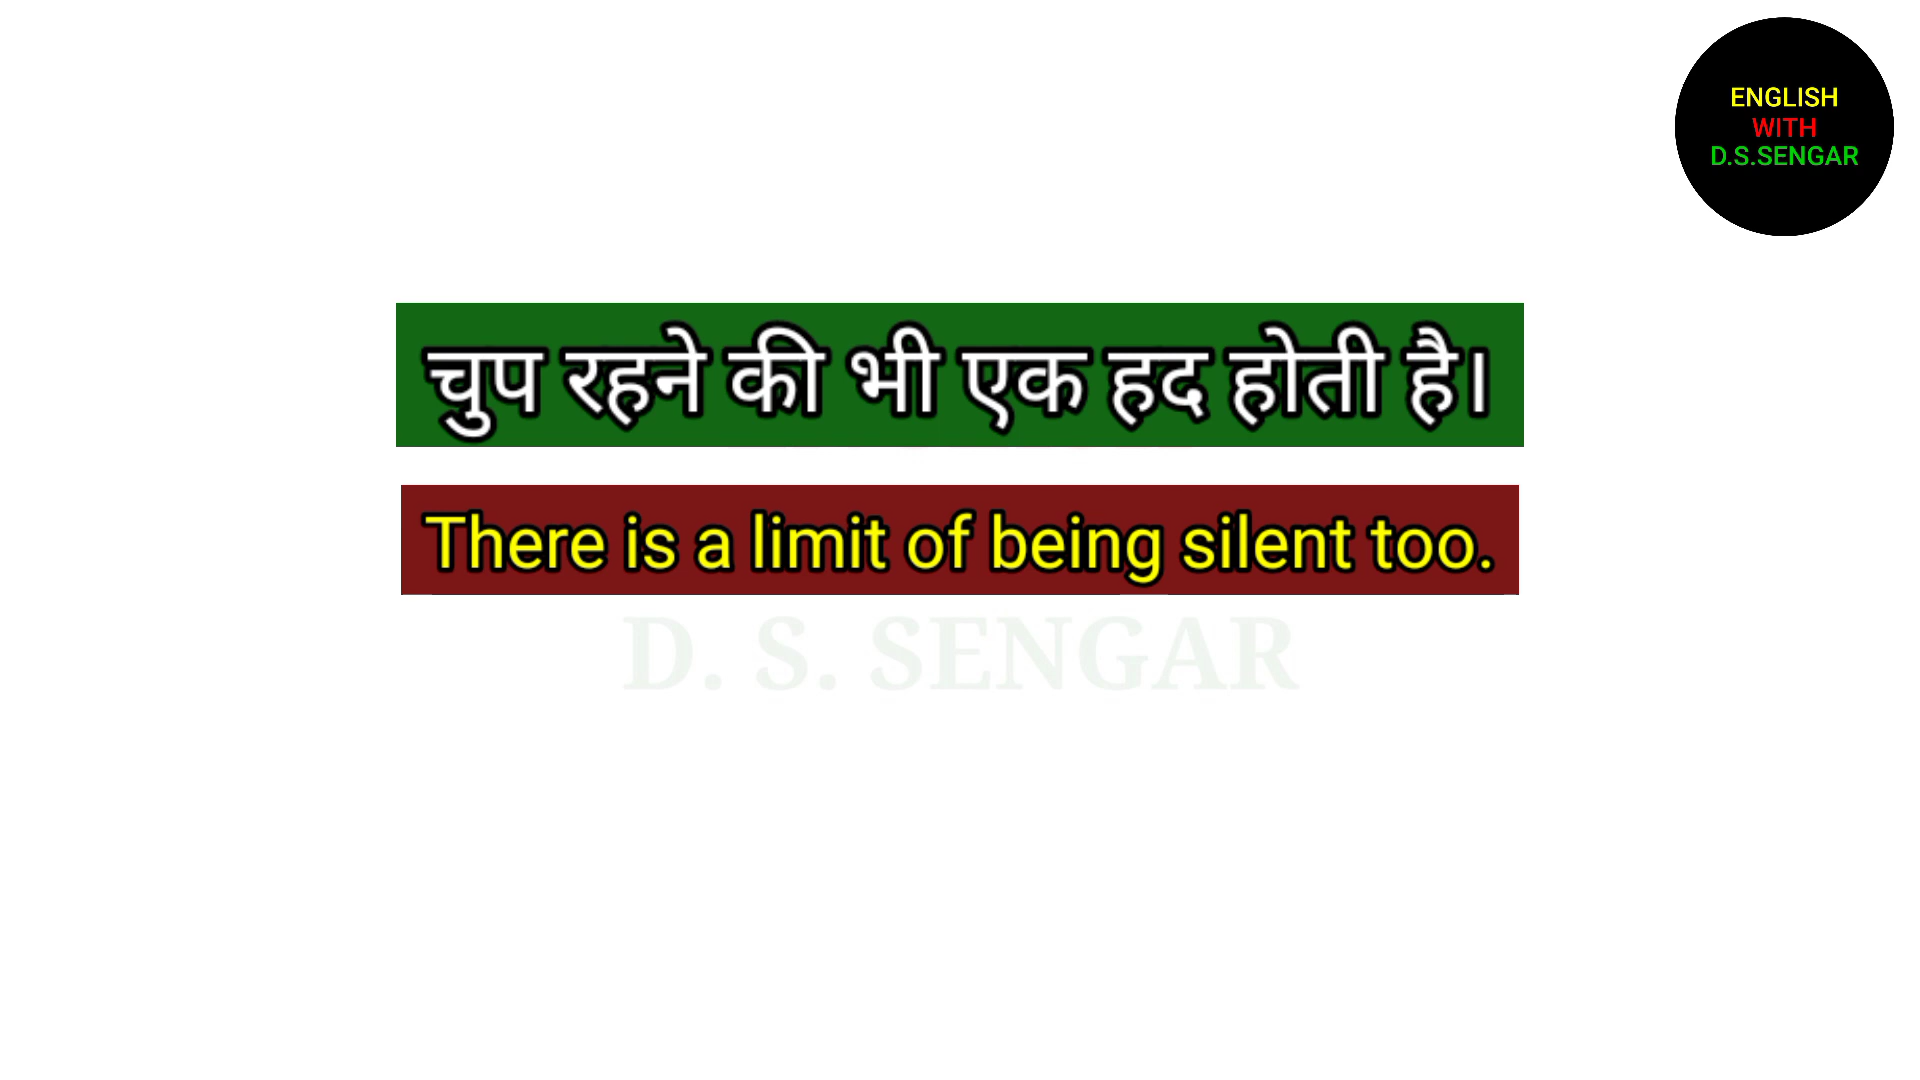 ENGLISH
WITH
D.S.SENGAR
चुप रहने की भी एक हद होती है।
There is a limit of being silent too.
D. S. SENGAR